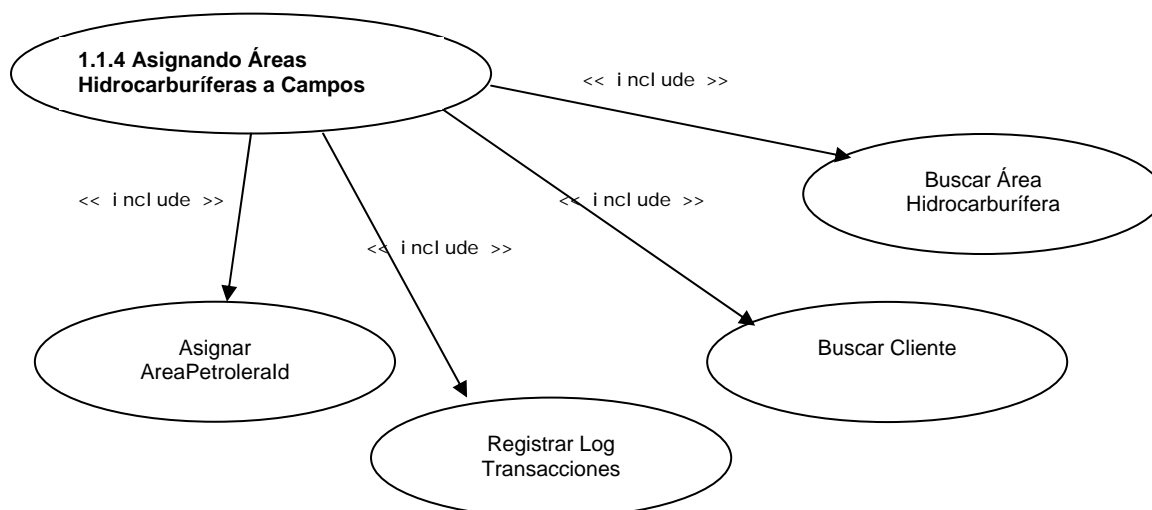 1.1.4 Asignando Áreas
Hidrocarburíferas a Campos
<< include >>
Buscar Área
Hidrocarburífera
<< include >>
<< include >>
<< include >>
Asignar
AreaPetroleraId
Buscar Cliente
Registrar Log
Transacciones